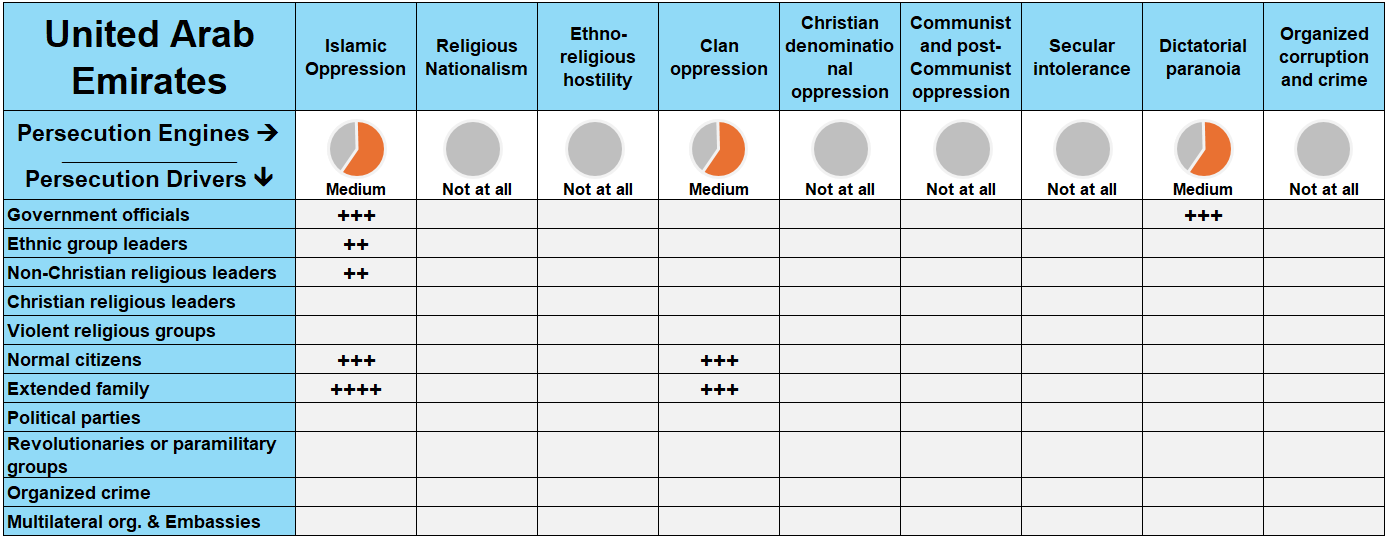 United Arab
Emirates
Islamic
Oppression
Religious
Nationalism
Ethno-
religious
hostility
Clan
oppression
Christian
denominatio
nal
oppression
Communist
and post-
Communist
oppression
Secular
intolerance
Dictatorial
paranoia
Organized
corruption
and crime
Persecution Engines →
Persecution Drivers ↓
Medium
Not at all
Not at all
Medium
Not at all
Not at all
Not at all
Medium
Not at all
Government officials +++ +++
Ethnic group leaders ++
Non-Christian religious leaders ++
Christian religious leaders
Violent religious groups
Normal citizens +++ +++
Extended family ++++ +++
Political parties
Revolutionaries or paramilitary
groups
Organized crime
Multilateral org. & Embassies